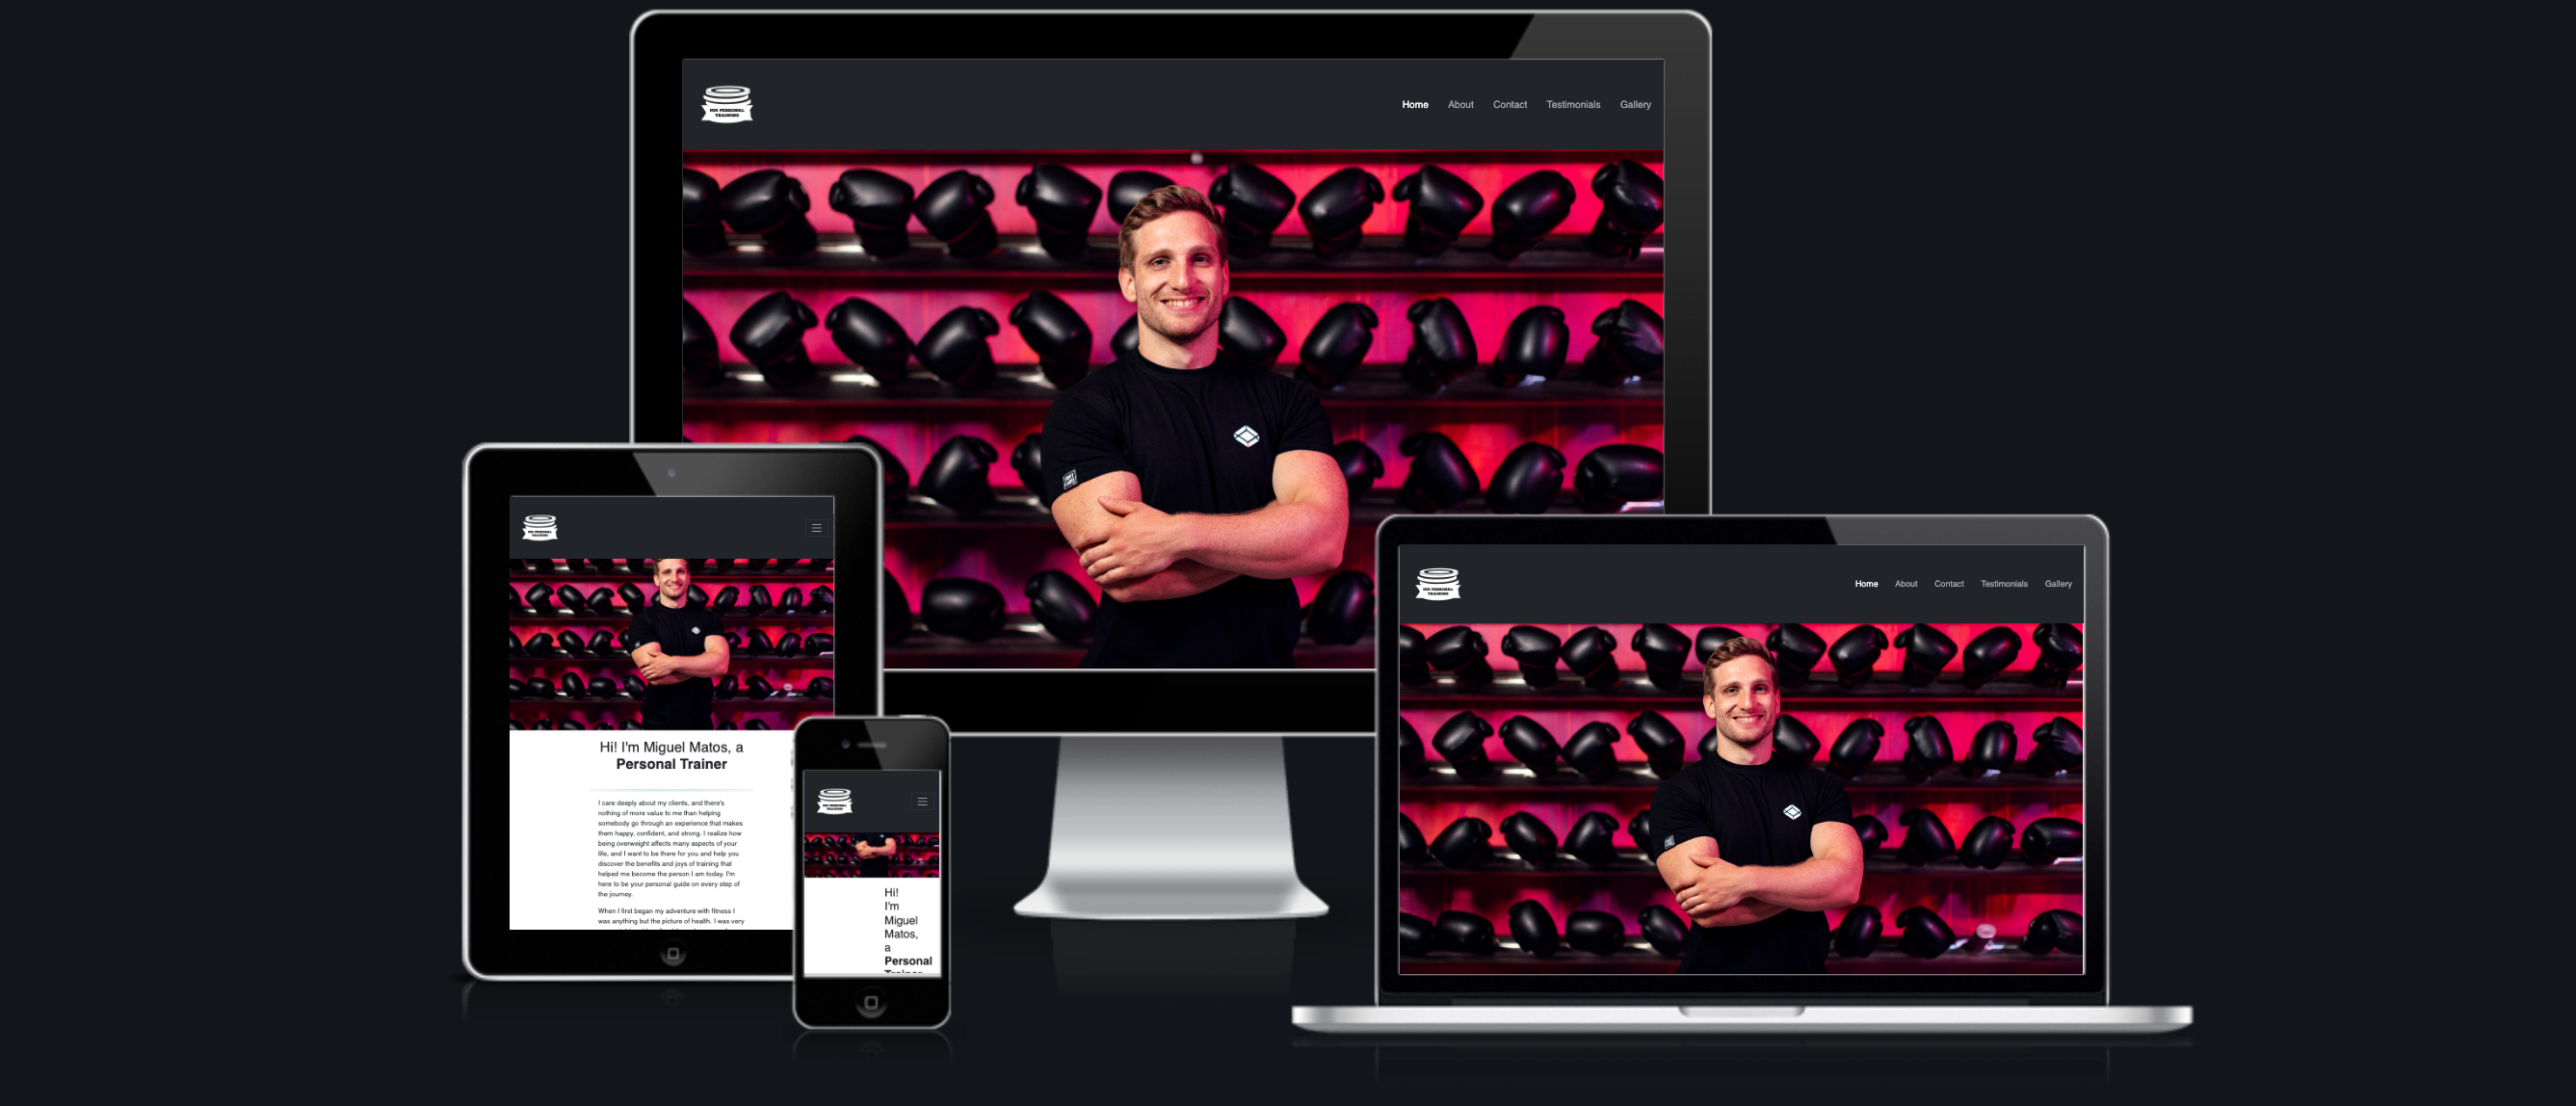 MM PERSONAL
TRAINING
Home About Contact Testimonials Gallery
MM PERSONAL
TRAINING
Hi! I'm Miguel Matos, a
Personal Trainer
I care deeply about my clients, and there's
nothing of more value to me than helping
somebody go through an experience that makes
them happy, confident, and strong. I realize how
being overweight affects many aspects of your
life, and I want to be there for you and help you
discover the benefits and joys of training that
helped me become the person I am today. I'm
here to be your personal guide on every step of
the journey.
When I first began my adventure with fitness I
was anything but the picture of health. I was very
MM PERSONAL
TRAINING
Hi!
I'm
Miguel
Matos,
a
Personal
Trainer
MM PERSONAL
TRAINING
Home About Contact Testimonials Gallery